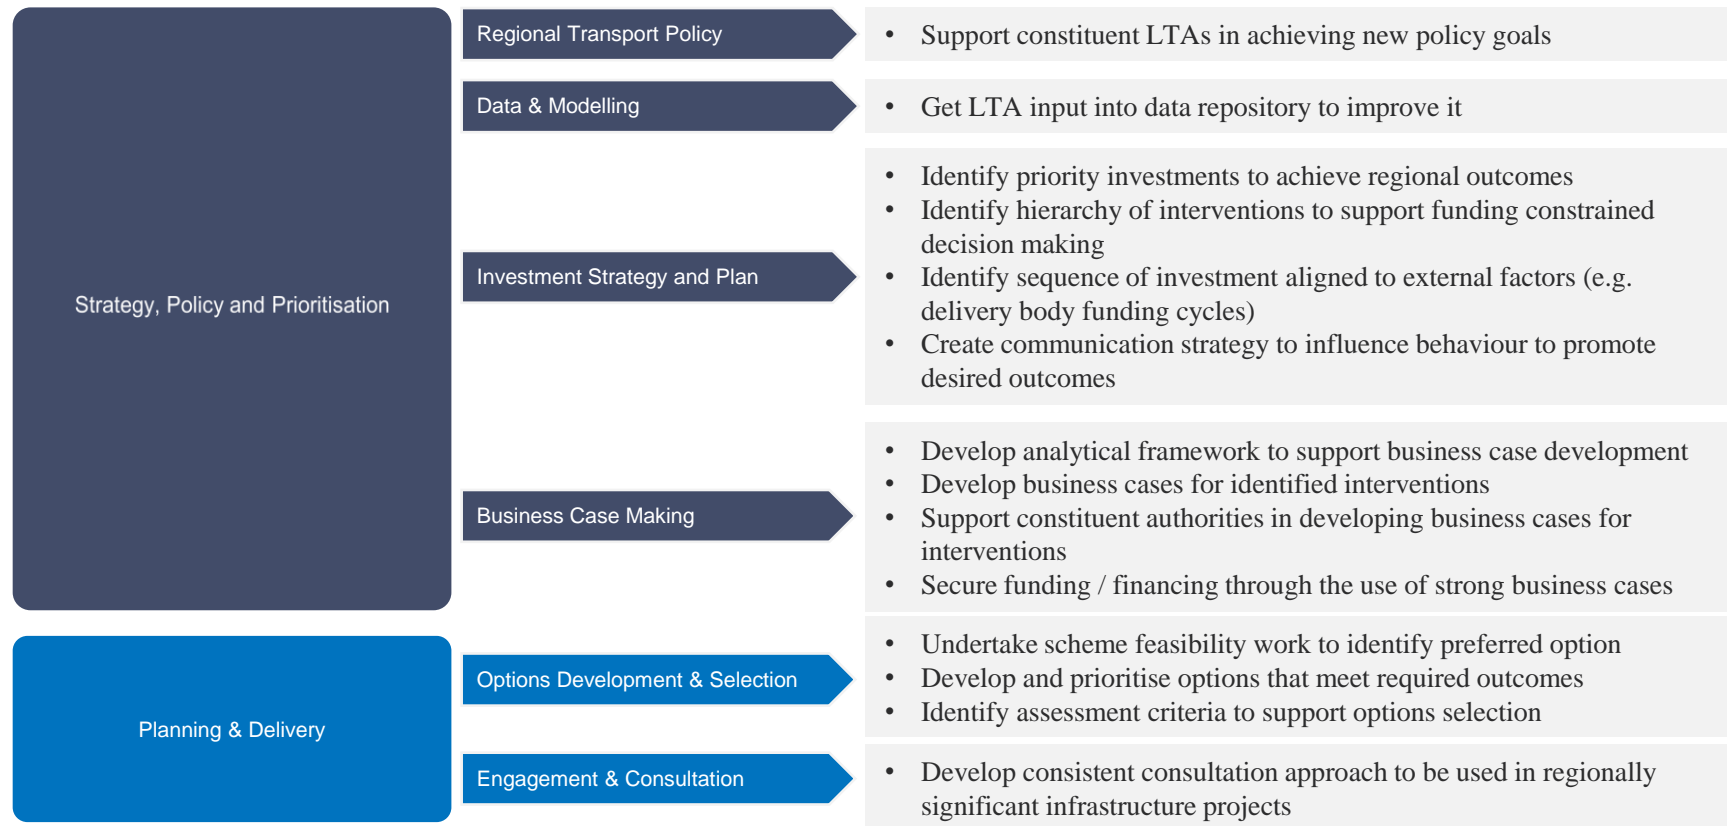 Strategy, Policy and Prioritisation
Regional Transport Policy
• Support constituent LTAs in achieving new policy goals
Data & Modelling
• Get LTA input into data repository to improve it
Investment Strategy and Plan
• Identify priority investments to achieve regional outcomes
• Identify hierarchy of interventions to support funding constrained
decision making
• Identify sequence of investment aligned to external factors (e.g.
delivery body funding cycles)
• Create communication strategy to influence behaviour to promote
desired outcomes
Business Case Making
• Develop analytical framework to support business case development
• Develop business cases for identified interventions
• Support constituent authorities in developing business cases for
interventions
• Secure funding / financing through the use of strong business cases
Planning & Delivery
Options Development & Selection
• Undertake scheme feasibility work to identify preferred option
• Develop and prioritise options that meet required outcomes
• Identify assessment criteria to support options selection
Engagement & Consultation
• Develop consistent consultation approach to be used in regionally
significant infrastructure projects